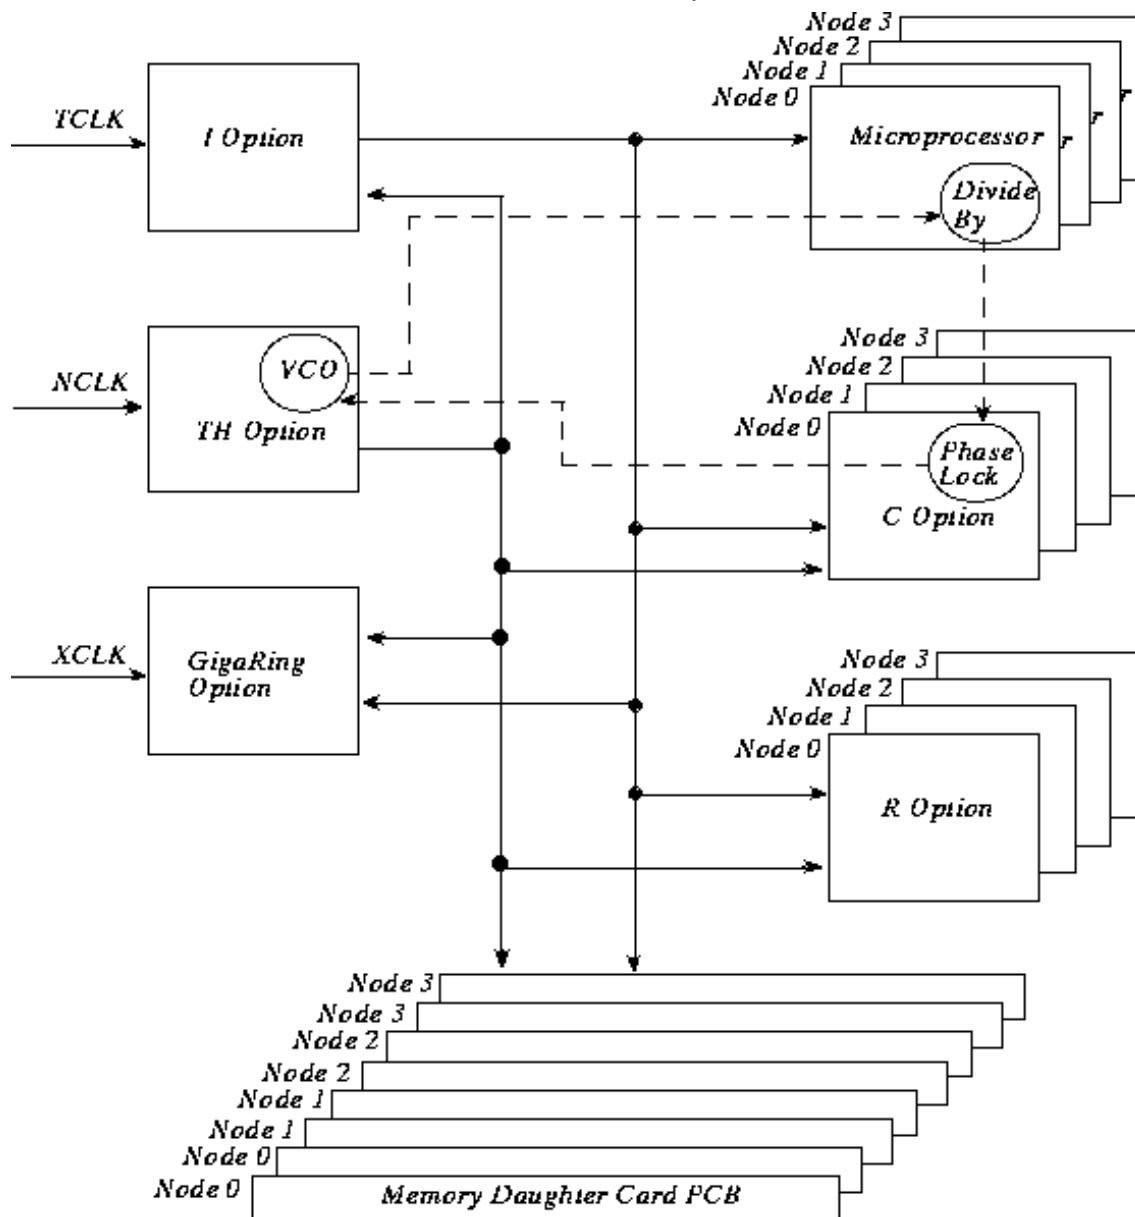 TCLK
I Option
Node 3
Node 2
Node 1
Node 0
Microprocessor
r
r
r
Divide
By
NCLK
VCO
TH Option
Node 3
Node 2
Node 1
Node 0
Phase
Lock
C Option
XCLK
GigaRing
Option
Node 3
Node 2
Node 1
Node 0
R Option
Node 3
Node 3
Node 2
Node 2
Node 1
Node 1
Node 0
Node 0
Memory Daughter Card PCB